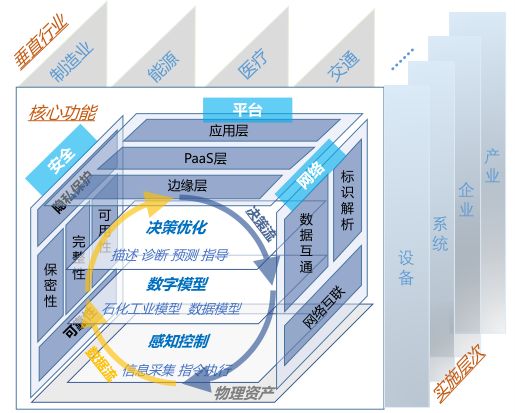 垂直行业
制造业
能源
医疗
交通
......
核心功能
平台
应用层
PaaS层
边缘层
安全
隐私保护
网络
标识解析
数据互通
网络互联
保密性
完整性
可用性
决策优化
描述 诊断 预测 指导
数字模型
石化工业模型 数据模型
感知控制
信息采集 指令执行
决策流
数据流
物理资产
设备
系统
企业
产业
实施层次